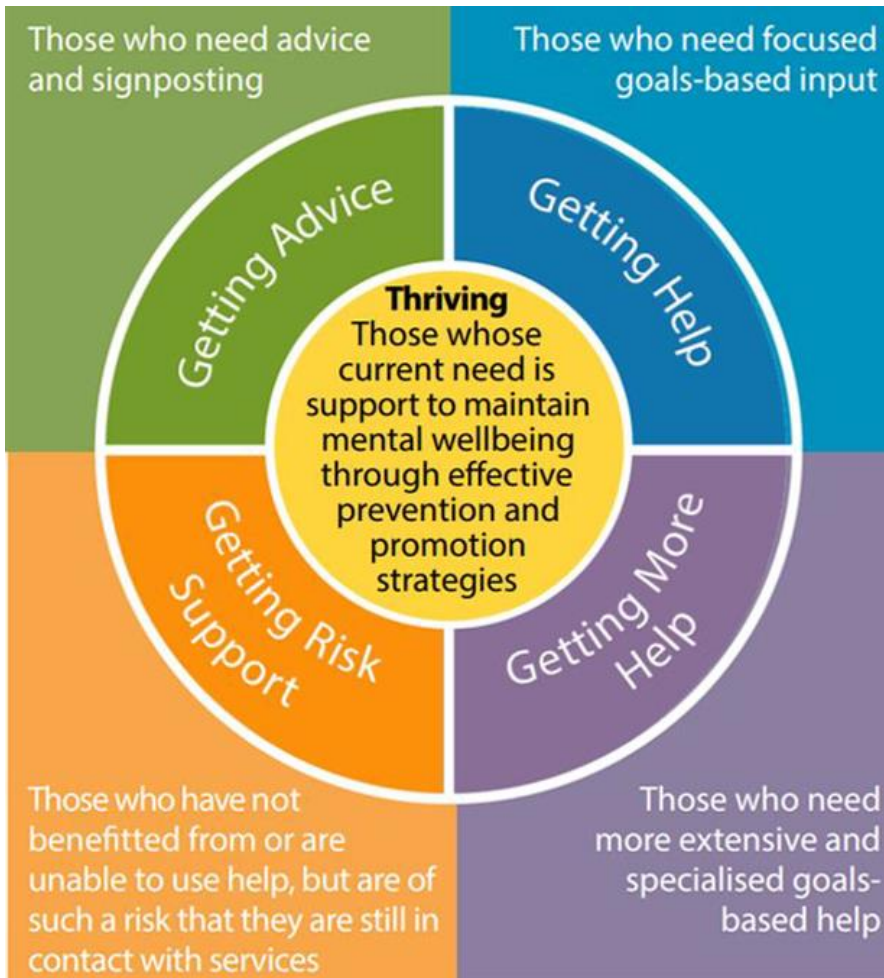 Those who need advice
and signposting
Those who need focused
goals-based input
Getting Advice
Getting Help
Thriving
Those whose
current need is
support to maintain
mental wellbeing
through effective
prevention and
promotion
strategies
Getting Risk
Support
Getting More
Help
Those who have not
benefitted from or are
unable to use help, but are of
such a risk that they are still in
contact with services
Those who need
more extensive and
specialised goals-
based help